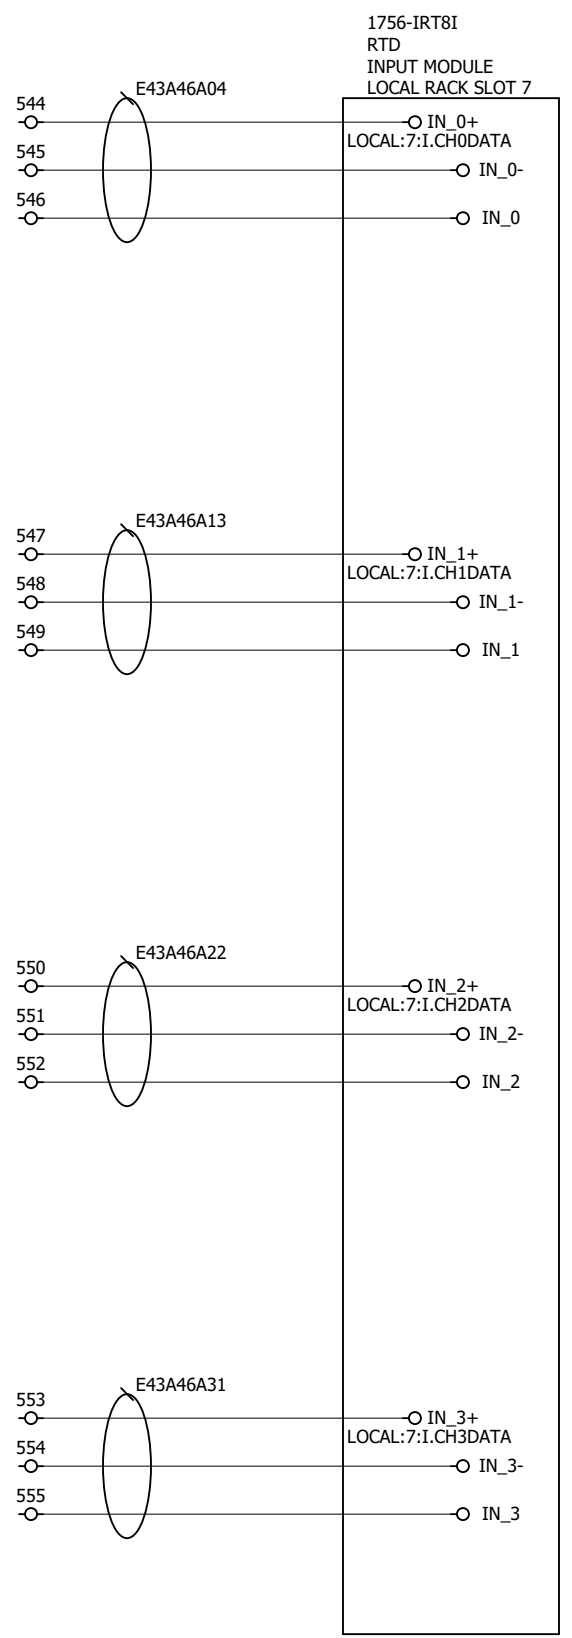 1756-IRT8I
RTD
INPUT MODULE
LOCAL RACK SLOT 7
E43A46A04
544
IN_0+
LOCAL:7:I.CH0DATA
545
IN_0-
546
IN_0
E43A46A13
547
IN_1+
LOCAL:7:I.CH1DATA
548
IN_1-
549
IN_1
E43A46A22
550
IN_2+
LOCAL:7:I.CH2DATA
551
IN_2-
552
IN_2
E43A46A31
553
IN_3+
LOCAL:7:I.CH3DATA
554
IN_3-
555
IN_3